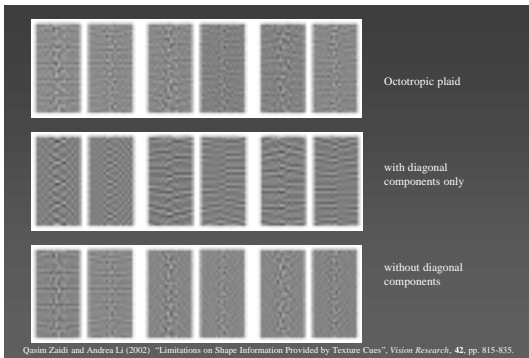 Octotropic plaid
with diagonal
components only
without diagonal
components
Qasim Zaidi and Andrea Li (2002) "Limitations on Shape Information Provided by Texture Cues", Vision Research, 42, pp. 815-835.